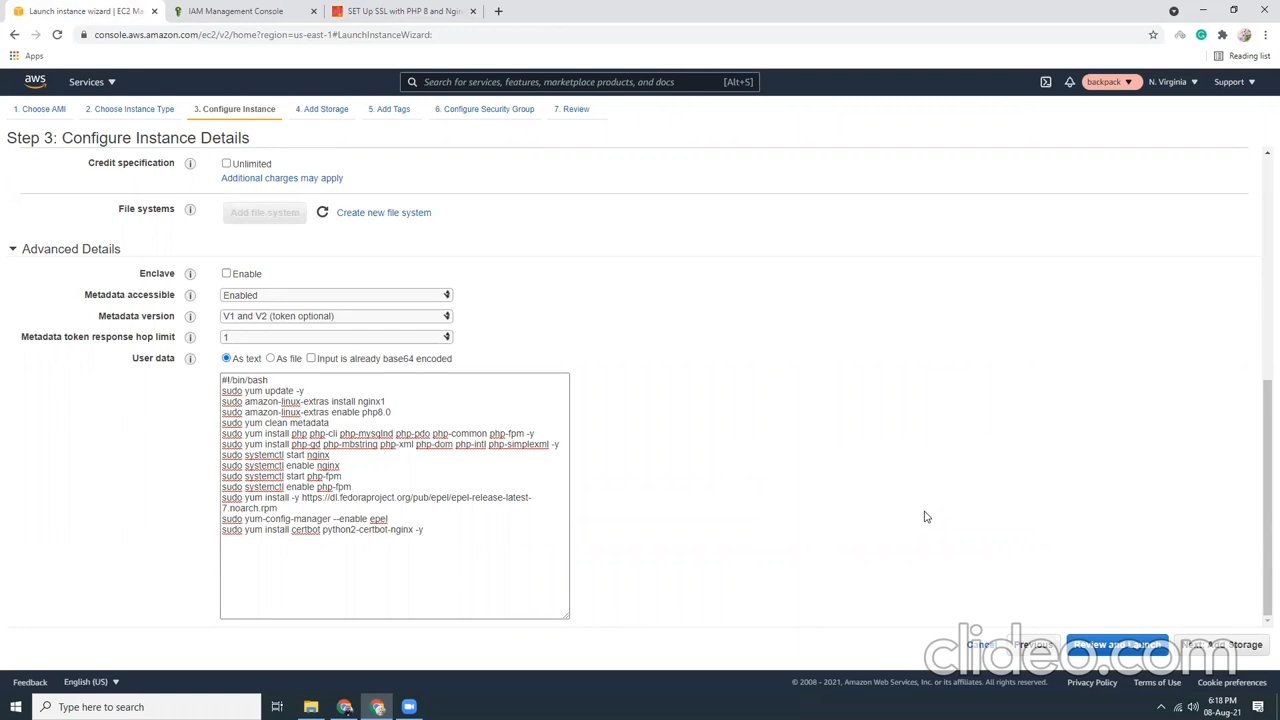 Launch instance wizard | EC2 Ma
IAM Management Console
SET Up SSL with PHP 8 and Ngin
console.aws.amazon.com/ec2/v2/home?region=us-east-1#LaunchInstanceWizard:
Apps
Reading list
aws
Services
Search for services, features, marketplace products, and docs
[Alt+S]
backpack
N. Virginia
Support
1. Choose AMI
2. Choose Instance Type
3. Configure Instance
4. Add Storage
5. Add Tags
6. Configure Security Group
7. Review
Step 3: Configure Instance Details
Credit specification
Unlimited
Additional charges may apply
File systems
Add file system
Create new file system
Advanced Details
Enclave
Enable
Metadata accessible
Enabled
Metadata version
V1 and V2 (token optional)
Metadata token response hop limit
1
User data
As text
As file
Input is already base64 encoded
#!/bin/bash
sudo yum update -y
sudo amazon-linux-extras install nginx1
sudo amazon-linux-extras enable php8.0
sudo yum clean metadata
sudo yum install php php-cli php-mysqlnd php-pdo php-common php-fpm -y
sudo yum install php-gd php-mbstring php-xml php-dom php-intl php-simplexml -y
sudo systemctl start nginx
sudo systemctl enable nginx
sudo systemctl start php-fpm
sudo systemctl enable php-fpm
sudo yum install -y https://dl.fedoraproject.org/pub/epel/epel-release-latest-
7.noarch.rpm
sudo yum-config-manager --enable epel
sudo yum install certbot python2-certbot-nginx -y
Cancel
Previous
Review and Launch
Next: Add Storage
clideo.com
Feedback
English (US)
© 2008 - 2021, Amazon Web Services, Inc. or its affiliates. All rights reserved.
Privacy Policy
Terms of Use
Cookie preferences
Type here to search
6:18 PM
08-Aug-21